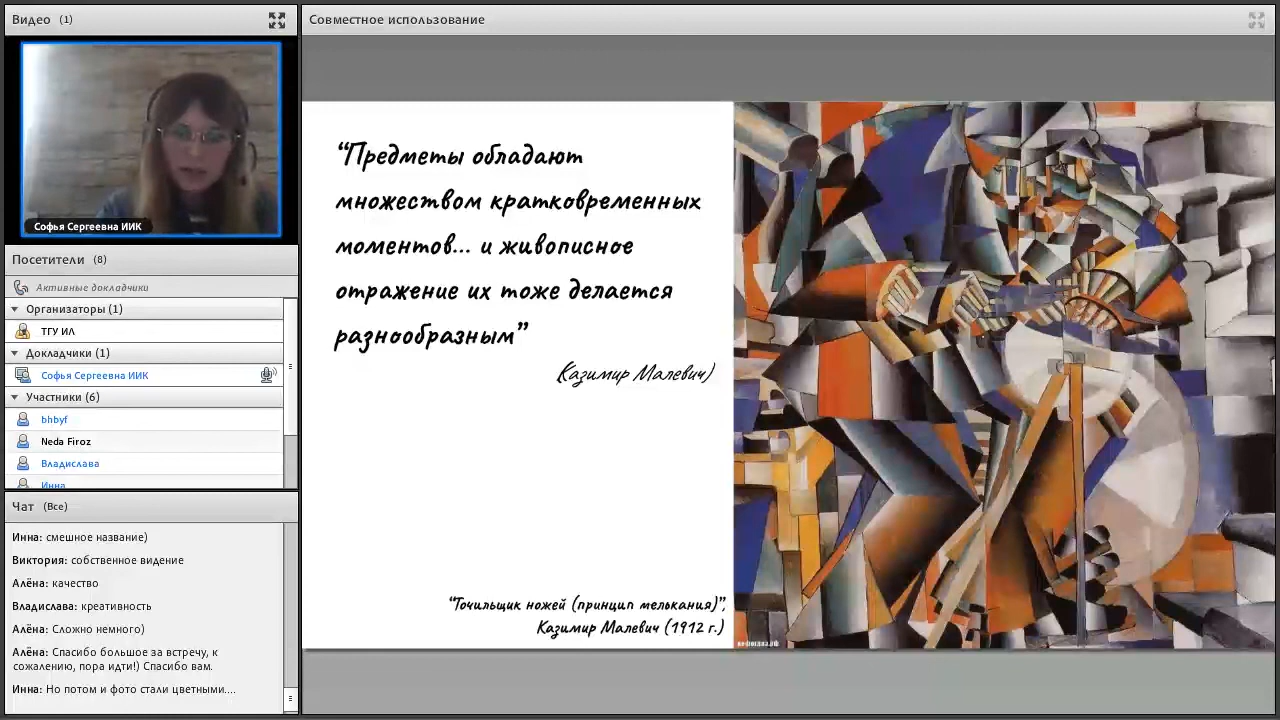 Видео (1)
Софья Сергеевна ИИК
Посетители (8)
Активные докладчики
Организаторы (1)
ТГУ ИЛ
Докладчики (1)
Софья Сергеевна ИИК
Участники (6)
bhbyf
Neda Firoz
Владислава
Инна
Чат (Все)
Инна: смешное название)
Виктория: собственное видение
Алёна: качество
Владислава: креативность
Алёна: Сложно немного)
Алёна: Спасибо большое за встречу, к
сожалению, пора идти!) Спасибо вам.
Инна: Но потом и фото стали цветными....
Совместное использование
“Предметы обладают
множеством кратковременных
моментов... и живописное
отражение их тоже делается
разнообразным”
(Казимир Малевич)
“Точильщик ножей (принцип мелькания)”,
Казимир Малевич (1912 г.)